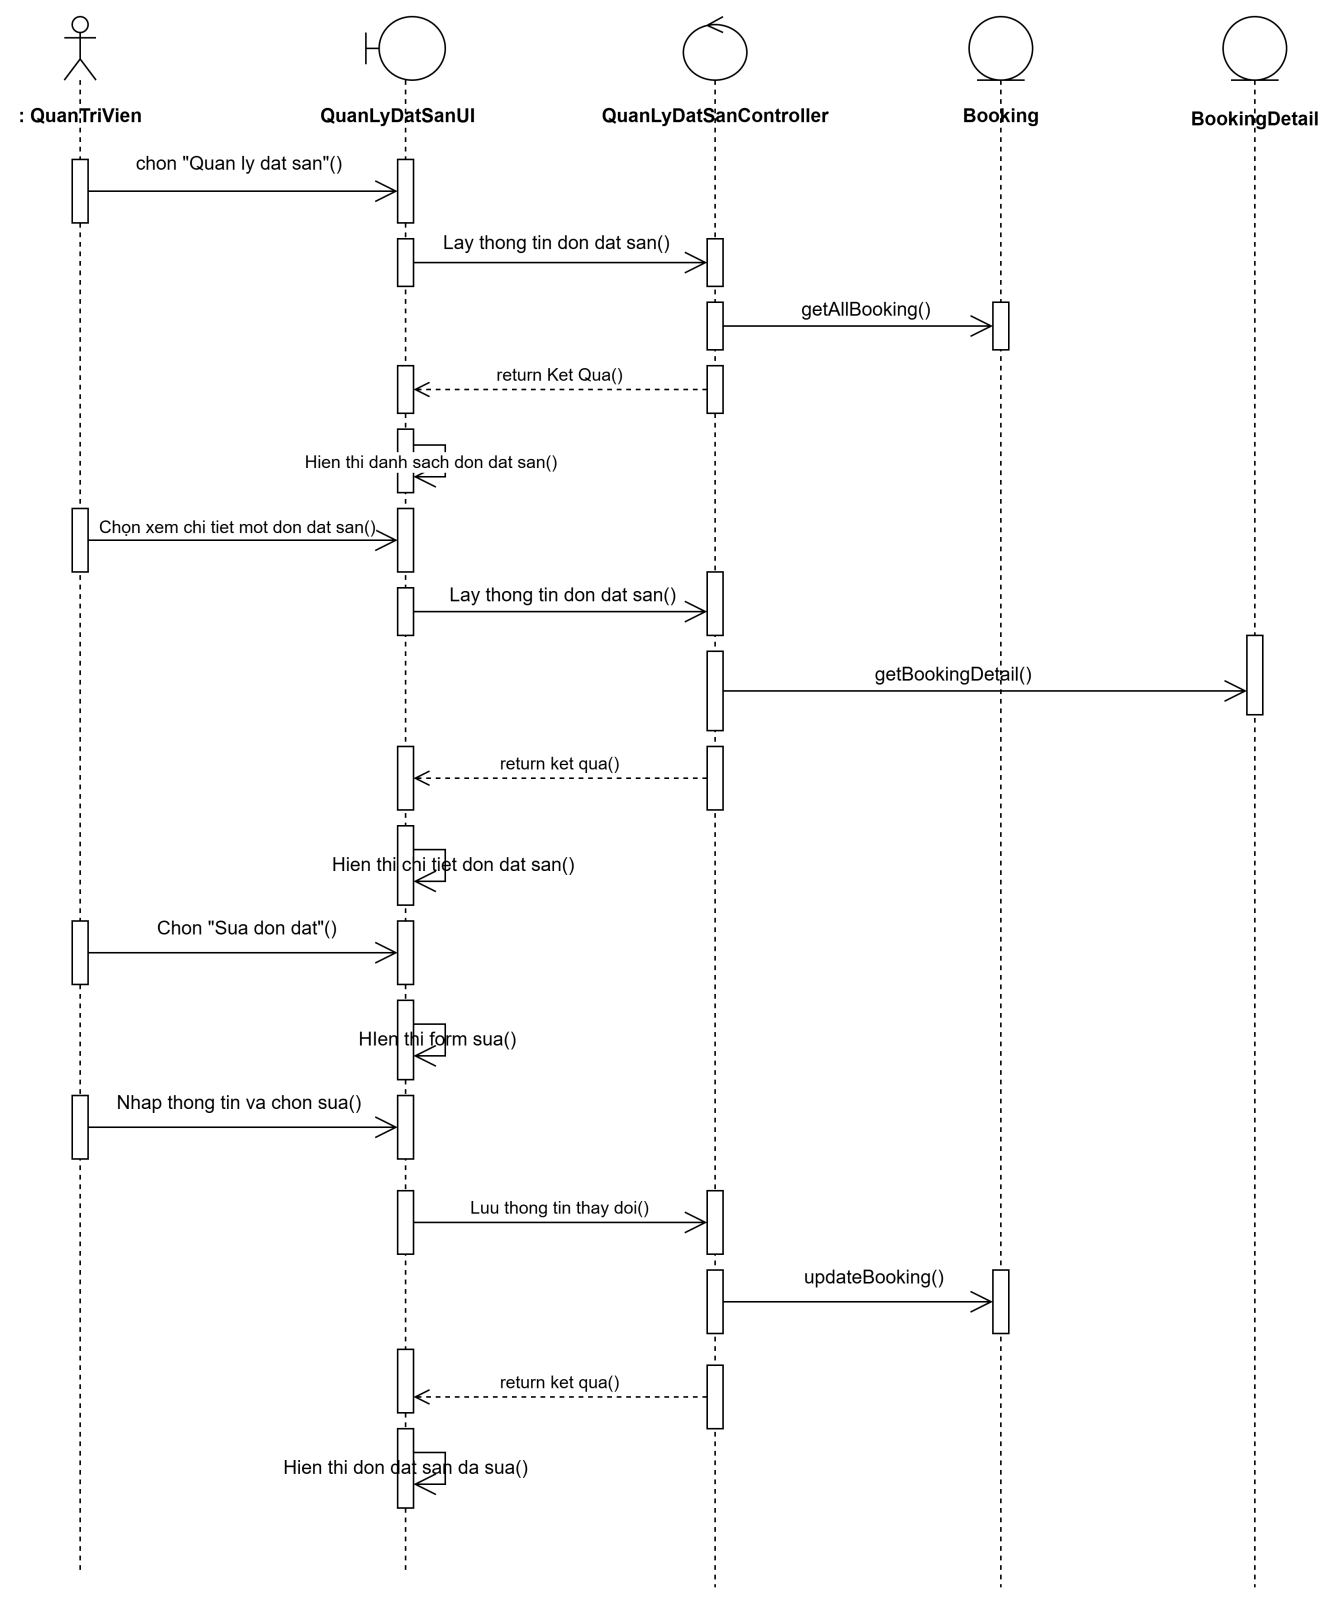 : QuanTriVien
QuanLyDatSanUI
QuanLyDatSanController
Booking
BookingDetail
chon "Quan ly dat san"()
Lay thong tin don dat san()
getAllBooking()
return Ket Qua()
Hien thi danh sach don dat san()
Chọn xem chi tiet mot don dat san()
Lay thong tin don dat san()
getBookingDetail()
return ket qua()
Hien thi chi tiet don dat san()
Chon "Sua don dat"()
HIen thi form sua()
Nhap thong tin va chon sua()
Luu thong tin thay doi()
updateBooking()
return ket qua()
Hien thi don dat san da sua()